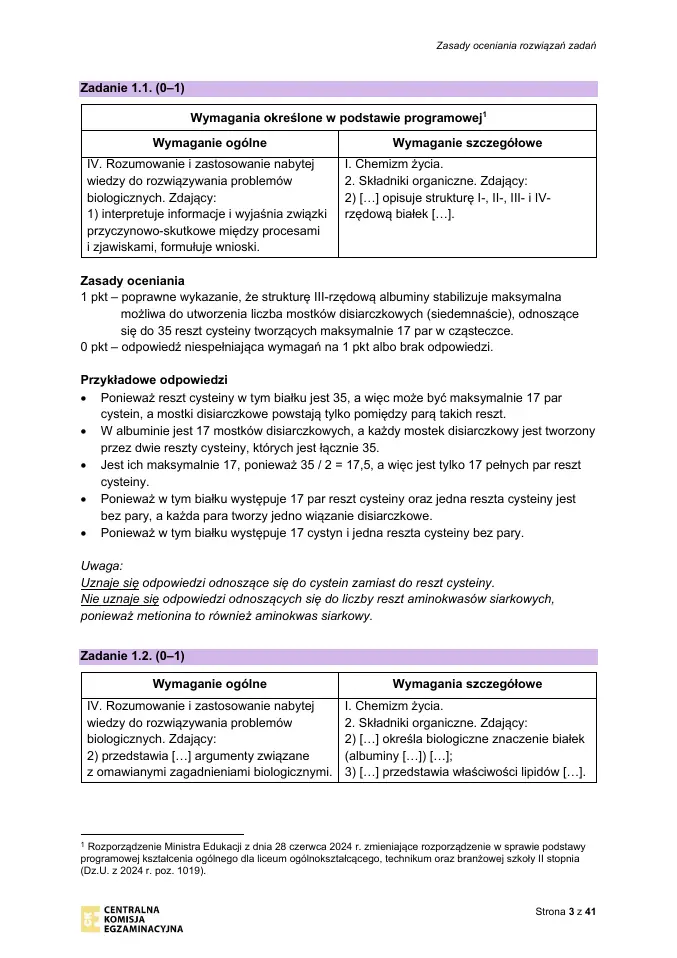 Zasady oceniania rozwiązań zadań
Zadanie 1.1. (0–1)
Wymagania określone w podstawie programowej1
Wymaganie ogólne
Wymaganie szczegółowe
IV. Rozumowanie i zastosowanie nabytej
wiedzy do rozwiązywania problemów
biologicznych. Zdający:
1) interpretuje informacje i wyjaśnia związki
przyczynowo-skutkowe między procesami
i zjawiskami, formułuje wnioski.
I. Chemizm życia.
2. Składniki organiczne. Zdający:
2) […] opisuje strukturę I-, II-, III- i IV-
rzędową białek […].
Zasady oceniania
1 pkt – poprawne wykazanie, że strukturę III-rzędową albuminy stabilizuje maksymalna
możliwa do utworzenia liczba mostków disiarczkowych (siedemnaście), odnoszące
się do 35 reszt cysteiny tworzących maksymalnie 17 par w cząsteczce.
0 pkt – odpowiedź niespełniająca wymagań na 1 pkt albo brak odpowiedzi.
Przykładowe odpowiedzi
• Ponieważ reszt cysteiny w tym białku jest 35, a więc może być maksymalnie 17 par
cystein, a mostki disiarczkowe powstają tylko pomiędzy parą takich reszt.
• W albuminie jest 17 mostków disiarczkowych, a każdy mostek disiarczkowy jest tworzony
przez dwie reszty cysteiny, których jest łącznie 35.
• Jest ich maksymalnie 17, ponieważ 35 / 2 = 17,5, a więc jest tylko 17 pełnych par reszt
cysteiny.
• Ponieważ w tym białku występuje 17 par reszt cysteiny oraz jedna reszta cysteiny jest
bez pary, a każda para tworzy jedno wiązanie disiarczkowe.
• Ponieważ w tym białku występuje 17 cystyn i jedna reszta cysteiny bez pary.
Uwaga:
Uznaje się odpowiedzi odnoszące się do cystein zamiast do reszt cysteiny.
Nie uznaje się odpowiedzi odnoszących się do liczby reszt aminokwasów siarkowych,
ponieważ metionina to również aminokwas siarkowy.
Zadanie 1.2. (0–1)
Wymaganie ogólne
Wymagania szczegółowe
IV. Rozumowanie i zastosowanie nabytej
wiedzy do rozwiązywania problemów
biologicznych. Zdający:
2) przedstawia […] argumenty związane
z omawianymi zagadnieniami biologicznymi.
I. Chemizm życia.
2. Składniki organiczne. Zdający:
2) […] określa biologiczne znaczenie białek
(albuminy […]) […];
3) […] przedstawia właściwości lipidów […].
1 Rozporządzenie Ministra Edukacji z dnia 28 czerwca 2024 r. zmieniające rozporządzenie w sprawie podstawy
programowej kształcenia ogólnego dla liceum ogólnokształcącego, technikum oraz branżowej szkoły II stopnia
(Dz.U. z 2024 r. poz. 1019).
CENTRALNA
KOMISJA
EGZAMINACYJNA
Strona 3 z 41